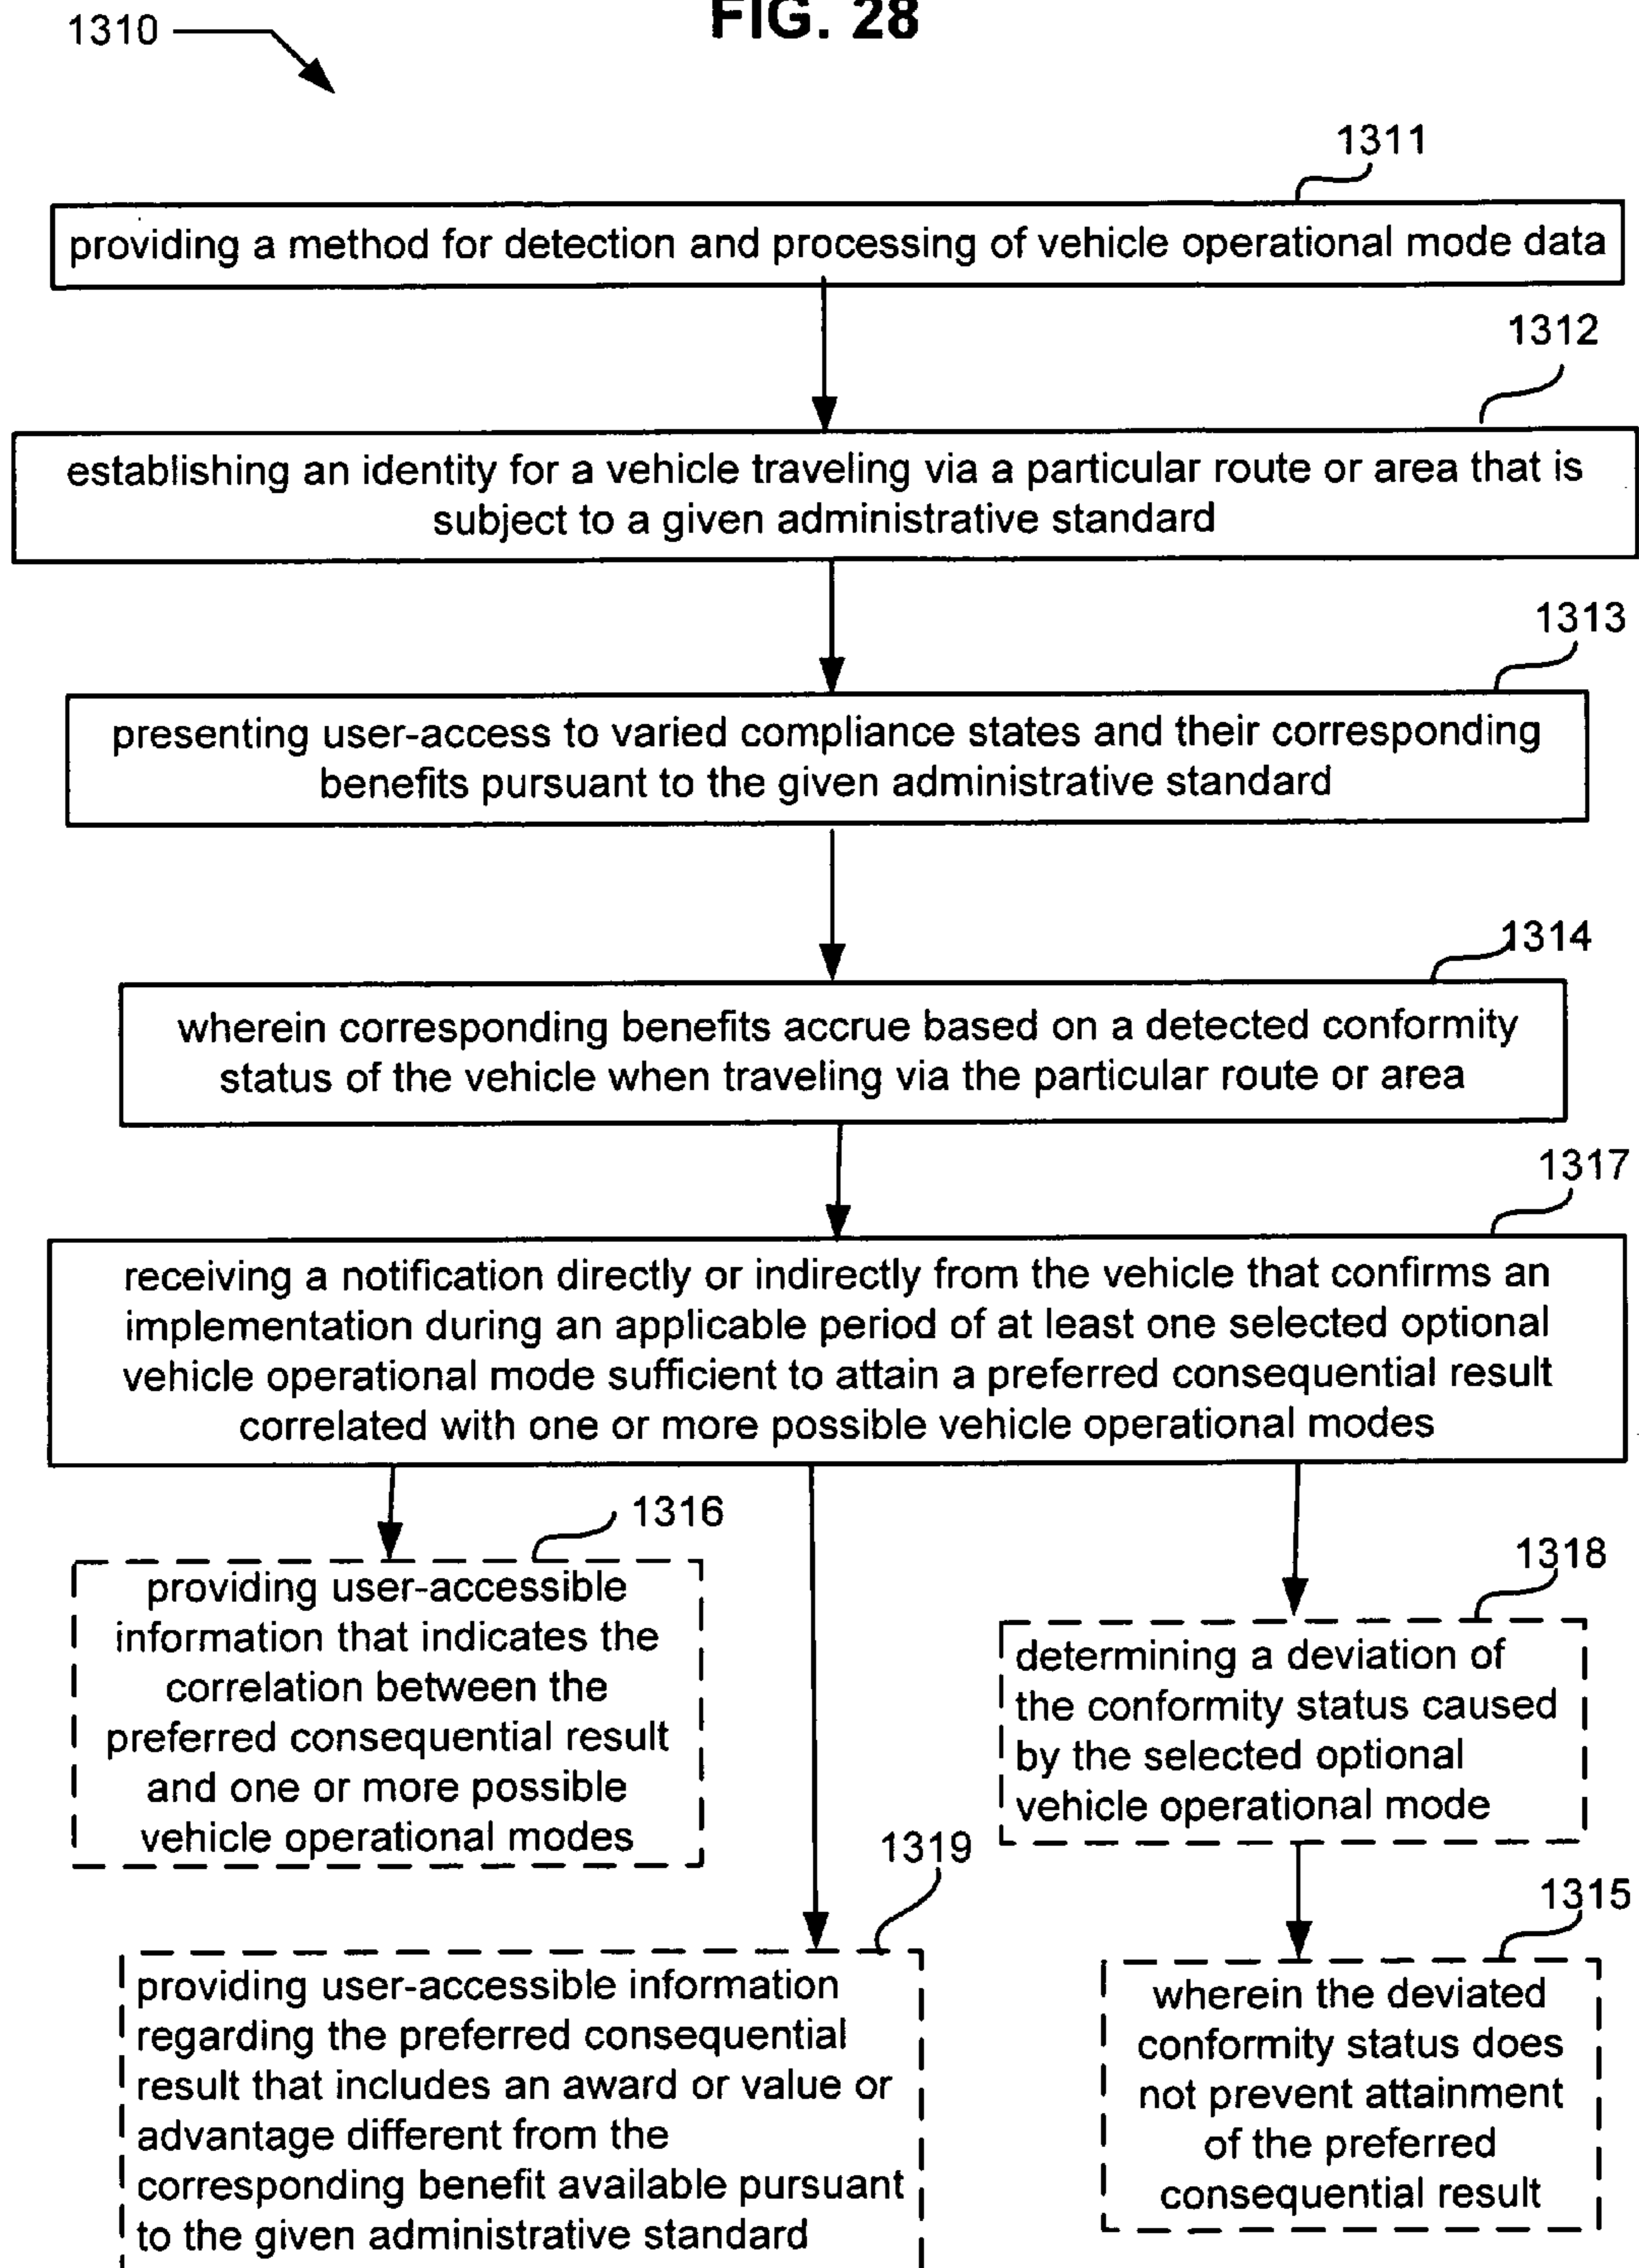 FIG. 28
1310
1311
providing a method for detection and processing of vehicle operational mode data
1312
establishing an identity for a vehicle traveling via a particular route or area that is
subject to a given administrative standard
1313
presenting user-access to varied compliance states and their corresponding
benefits pursuant to the given administrative standard
1314
wherein corresponding benefits accrue based on a detected conformity
status of the vehicle when traveling via the particular route or area
1317
receiving a notification directly or indirectly from the vehicle that confirms an
implementation during an applicable period of at least one selected optional
vehicle operational mode sufficient to attain a preferred consequential result
correlated with one or more possible vehicle operational modes
1316
providing user-accessible
information that indicates the
correlation between the
preferred consequential result
and one or more possible
vehicle operational modes
1318
determining a deviation of
the conformity status caused
by the selected optional
vehicle operational mode
1319
providing user-accessible information
regarding the preferred consequential
result that includes an award or value or
advantage different from the
corresponding benefit available pursuant
to the given administrative standard
1315
wherein the deviated
conformity status does
not prevent attainment
of the preferred
consequential result